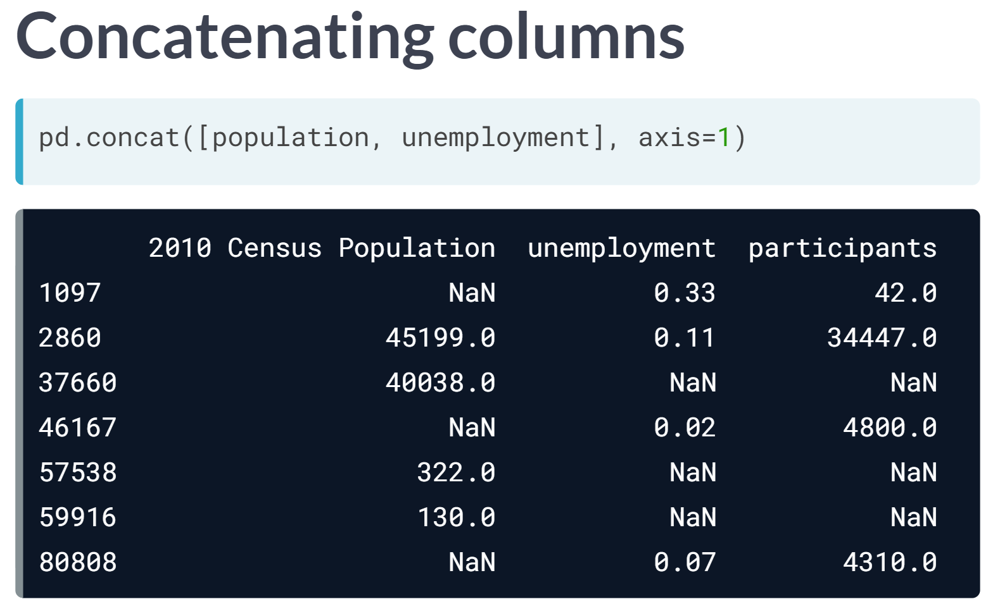 Concatenating columns
pd.concat([population, unemployment], axis=1)
2010 Census Population unemployment participants
1097 NaN 0.33 42.0
2860 45199.0 0.11 34447.0
37660 40038.0 NaN NaN
46167 NaN 0.02 4800.0
57538 322.0 NaN NaN
59916 130.0 NaN NaN
80808 NaN 0.07 4310.0